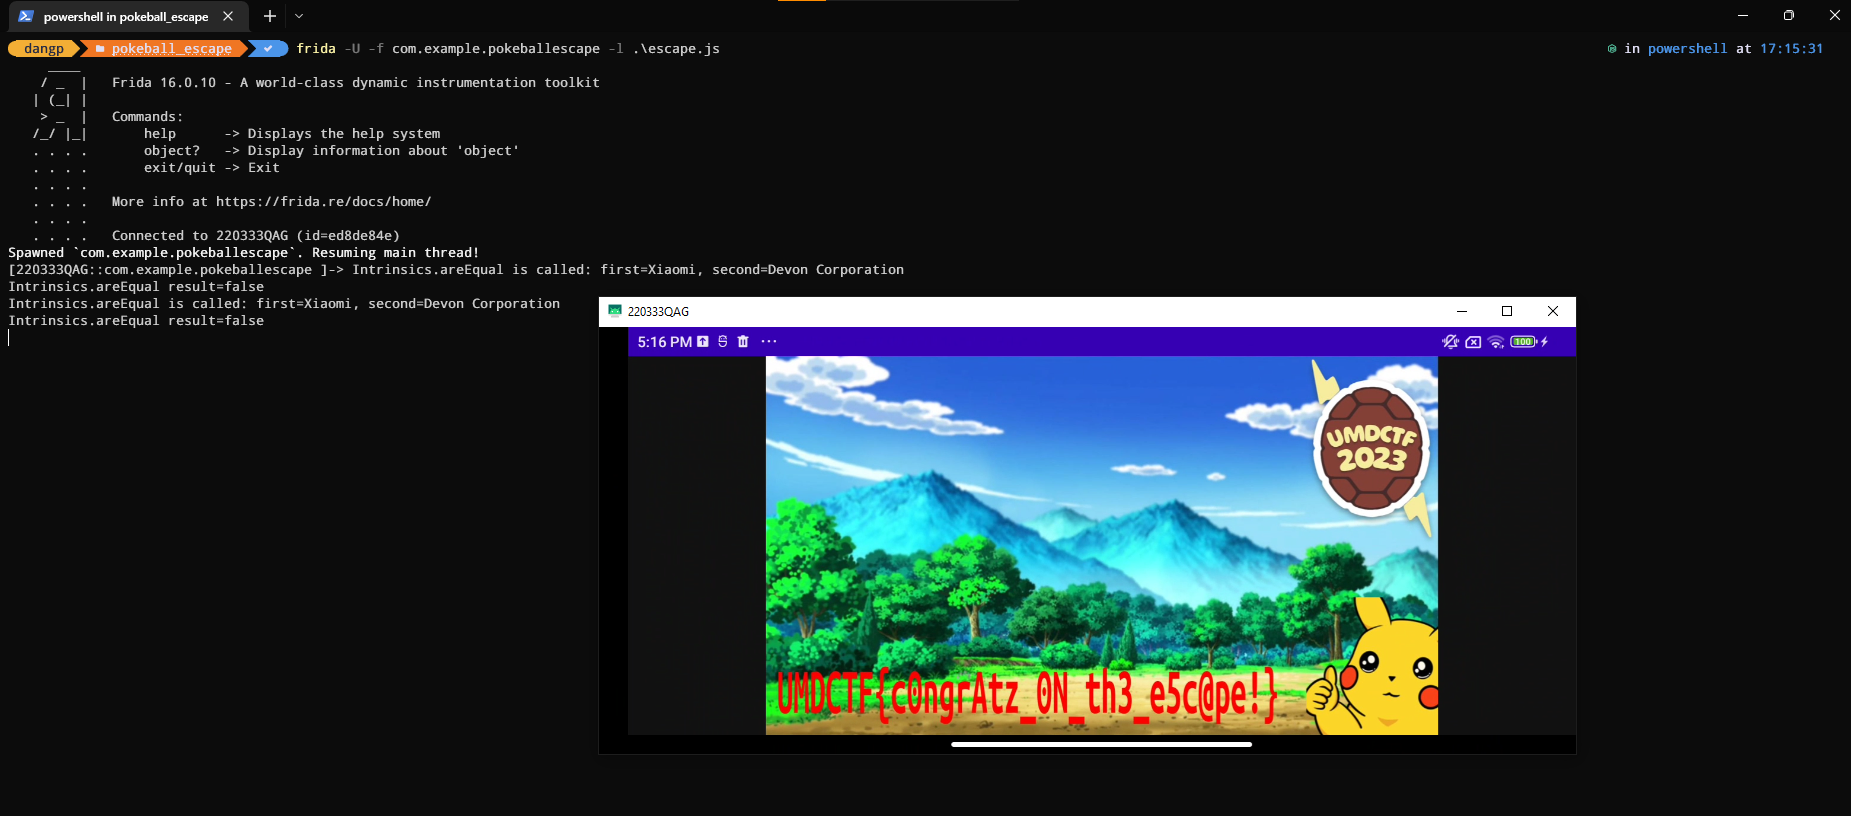 powershell in pokeball_escape
dangp pokeball_escape frida -U -f com.example.pokeballescape -l .\escape.js in powershell at 17:15:31
Frida 16.0.10 - A world-class dynamic instrumentation toolkit
Commands:
help -> Displays the help system
object? -> Display information about 'object'
exit/quit -> Exit
More info at https://frida.re/docs/home/
Connected to 220333QAG (id=ed8de84e)
Spawned `com.example.pokeballescape`. Resuming main thread!
[220333QAG::com.example.pokeballescape ]-> Intrinsics.areEqual is called: first=Xiaomi, second=Devon Corporation
Intrinsics.areEqual result=false
Intrinsics.areEqual is called: first=Xiaomi, second=Devon Corporation
Intrinsics.areEqual result=false
220333QAG
5:16 PM 100
UMDCTF
2023
UMDCTF{c0ngrAtz_0N_th3_e5c@pe!}